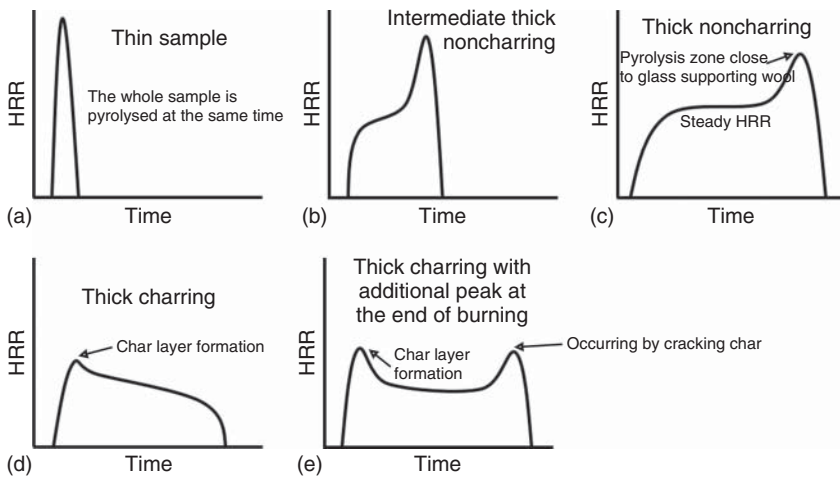 Thin sample
The whole sample is
pyrolysed at the same time
HRR
Time
(a)
Intermediate thick
noncharring
HRR
Time
(b)
Thick noncharring
Pyrolysis zone close
to glass supporting wool
Steady HRR
HRR
Time
(c)
Thick charring
Char layer formation
HRR
Time
(d)
Thick charring with
additional peak at
the end of burning
Char layer
formation
Occurring by cracking char
HRR
Time
(e)